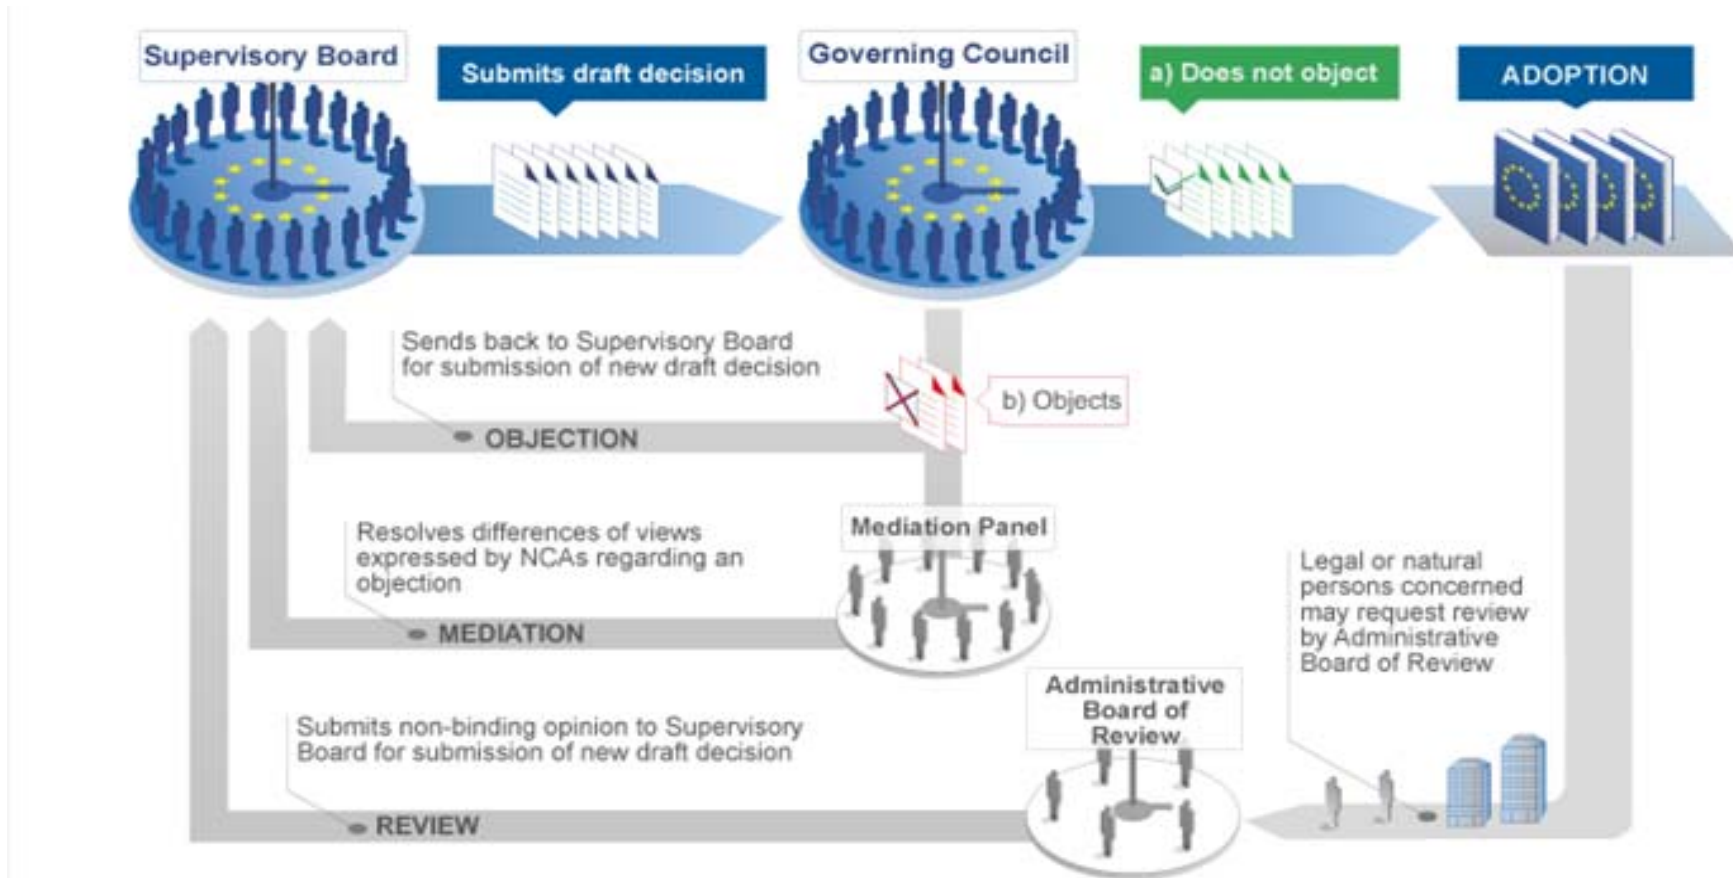 Supervisory Board
Submits draft decision
Governing Council
a) Does not object
ADOPTION
Sends back to Supervisory Board
for submission of new draft decision
b) Objects
OBJECTION
Mediation Panel
Resolves differences of views
expressed by NCAs regarding an
objection
MEDIATION
Legal or natural
persons concerned
may request review
by Administrative
Board of Review
Administrative
Board of
Review
Submits non-binding opinion to Supervisory
Board for submission of new draft decision
REVIEW